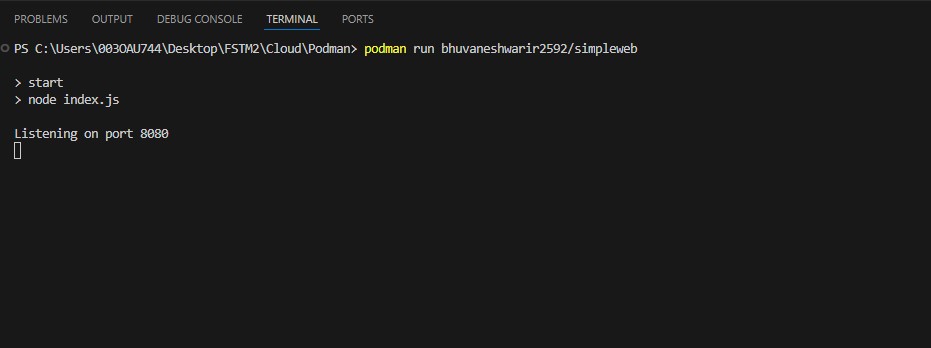 PROBLEMS OUTPUT DEBUG CONSOLE TERMINAL PORTS
PS C:\Users\003OAU744\Desktop\FSTM2\Cloud\Podman> podman run bhuvaneshwarir2592/simpleweb
> start
> node index.js
Listening on port 8080